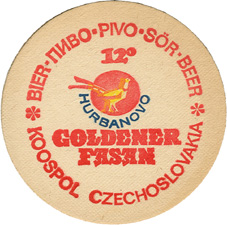 BIER·ПИВО·PIVO·SÖR·BEER
12°
HURBANOVO
GOLDENER
FASAN
KOOSPOL CZECHOSLOVAKIA